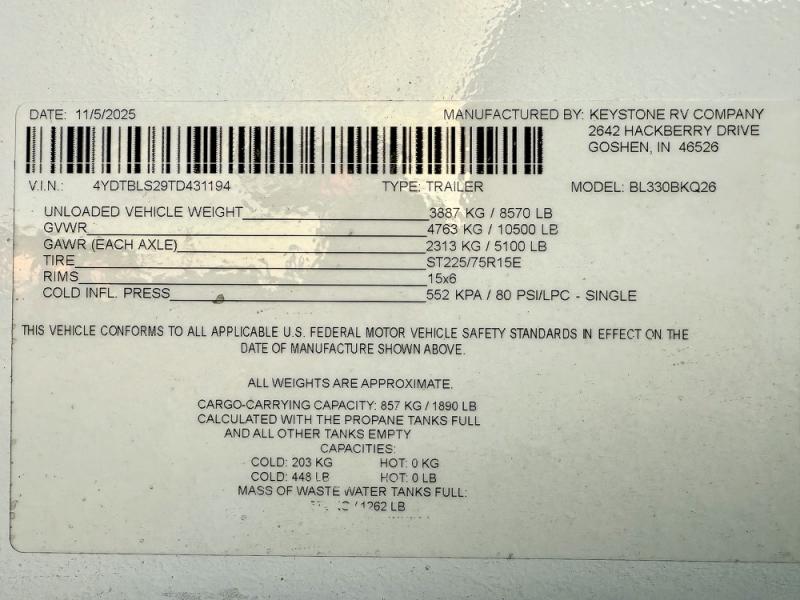 DATE: 11/5/2025 MANUFACTURED BY: KEYSTONE RV COMPANY
2642 HACKBERRY DRIVE
GOSHEN, IN 46526
V.I.N.: 4YDTBLS29TD431194 TYPE: TRAILER MODEL: BL330BKQ26
UNLOADED VEHICLE WEIGHT 3887 KG / 8570 LB
GVWR 4763 KG / 10500 LB
GAWR (EACH AXLE) 2313 KG / 5100 LB
TIRE ST225/75R15E
RIMS 15x6
COLD INFL. PRESS 552 KPA / 80 PSI/LPC - SINGLE
THIS VEHICLE CONFORMS TO ALL APPLICABLE U.S. FEDERAL MOTOR VEHICLE SAFETY STANDARDS IN EFFECT ON THE
DATE OF MANUFACTURE SHOWN ABOVE.
ALL WEIGHTS ARE APPROXIMATE.
CARGO-CARRYING CAPACITY: 857 KG / 1890 LB
CALCULATED WITH THE PROPANE TANKS FULL
AND ALL OTHER TANKS EMPTY
CAPACITIES:
COLD: 203 KG HOT: 0 KG
COLD: 448 LB HOT: 0 LB
MASS OF WASTE WATER TANKS FULL:
/ 1262 LB